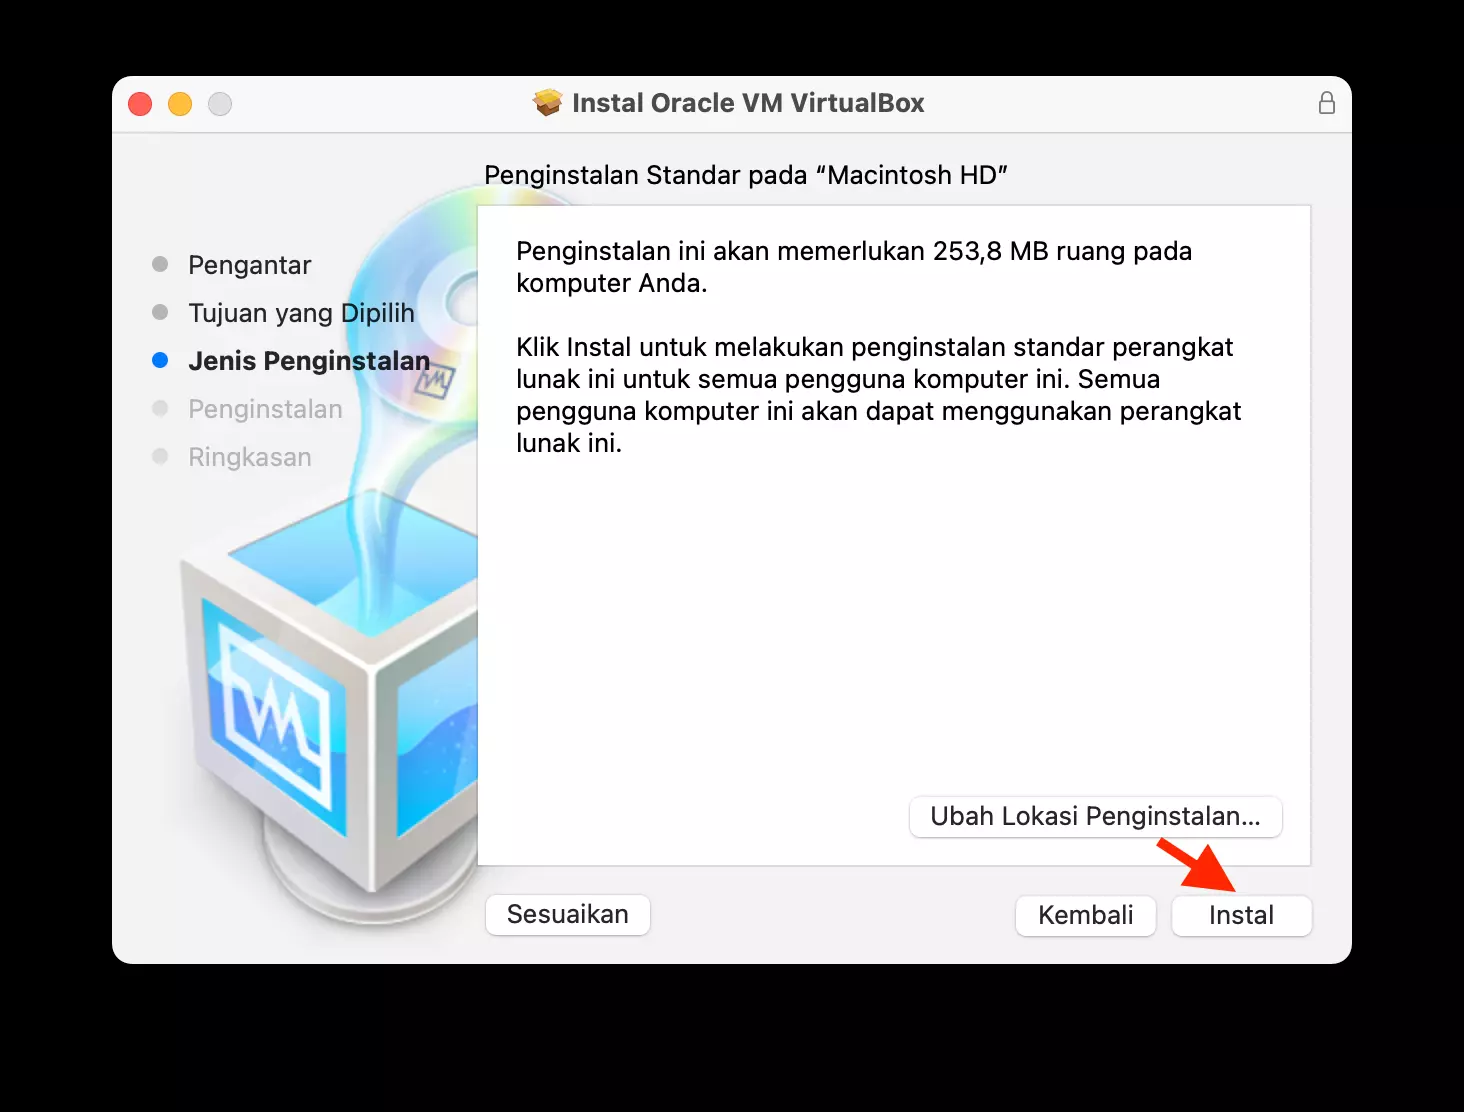 Instal Oracle VM VirtualBox
Penginstalan Standar pada “Macintosh HD”
Pengantar
Tujuan yang Dipilih
Jenis Penginstalan
Penginstalan
Ringkasan
Penginstalan ini akan memerlukan 253,8 MB ruang pada
komputer Anda.
Klik Instal untuk melakukan penginstalan standar perangkat
lunak ini untuk semua pengguna komputer ini. Semua
pengguna komputer ini akan dapat menggunakan perangkat
lunak ini.
Ubah Lokasi Penginstalan...
Sesuaikan
Kembali
Instal